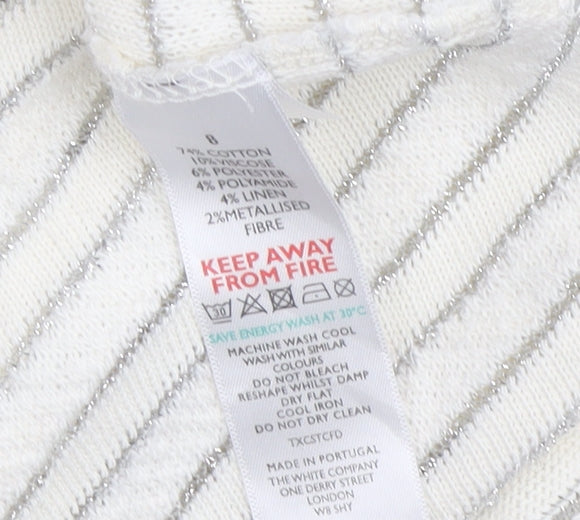 8
74% COTTON
10% VISCOSE
6% POLYESTER
4% POLYAMIDE
4% LINEN
2%METALLISED
FIBRE
KEEP AWAY
FROM FIRE
30
SAVE ENERGY WASH AT 30°C
MACHINE WASH COOL
WASH WITH SIMILAR
COLOURS
DO NOT BLEACH
RESHAPE WHILST DAMP
DRY FLAT
COOL IRON
DO NOT DRY CLEAN
TXCSTCFD
MADE IN PORTUGAL
THE WHITE COMPANY
ONE DERRY STREET
LONDON
W8 5HY